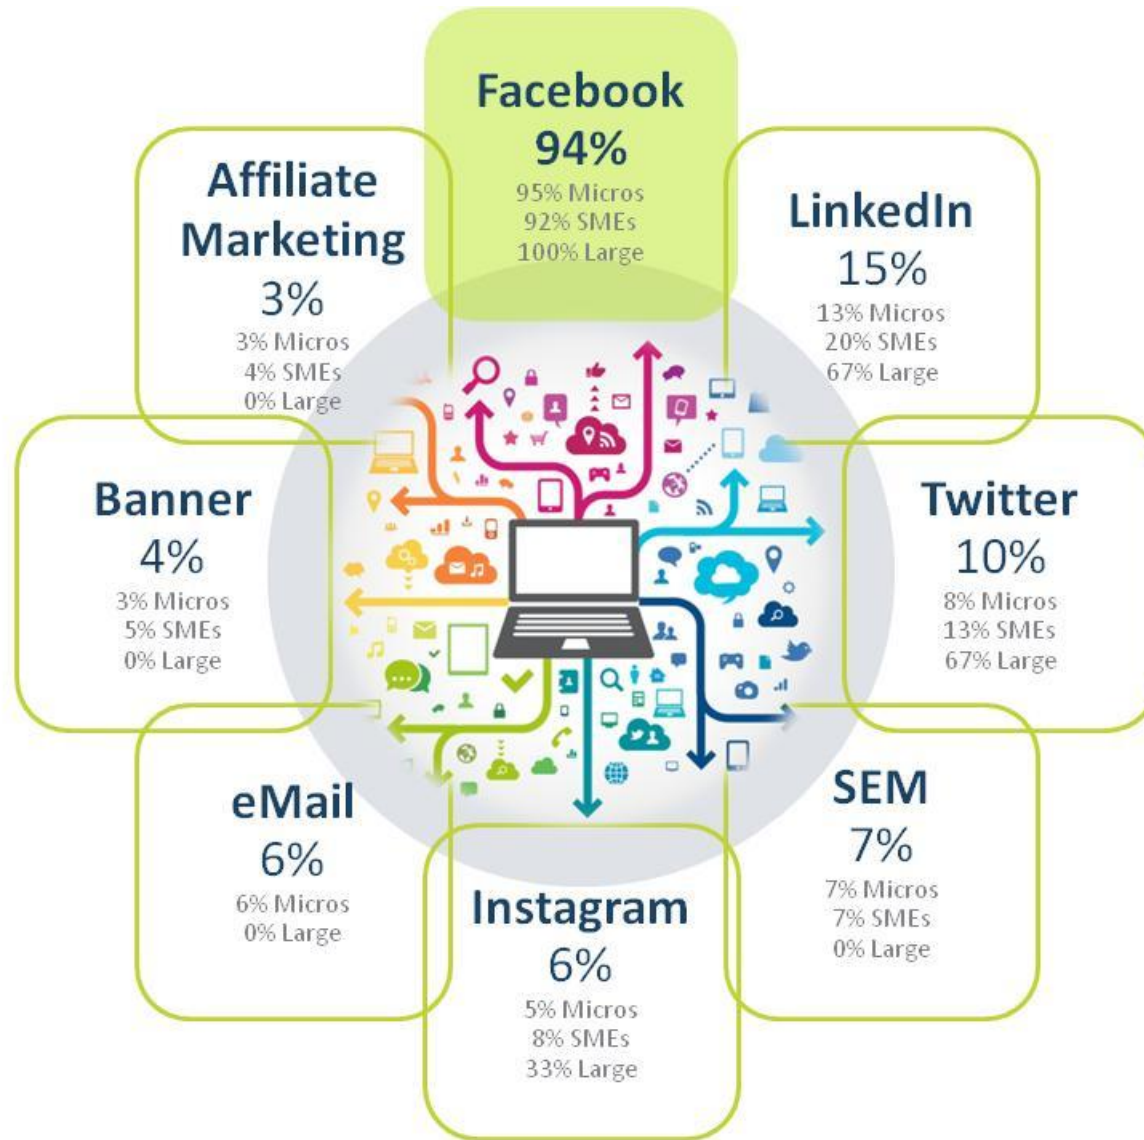 Facebook
94%
95% Micros
92% SMEs
100% Large
LinkedIn
15%
13% Micros
20% SMEs
67% Large
Twitter
10%
8% Micros
13% SMEs
67% Large
SEM
7%
7% Micros
7% SMEs
0% Large
Instagram
6%
5% Micros
8% SMEs
33% Large
eMail
6%
6% Micros
0% Large
Banner
4%
3% Micros
5% SMEs
0% Large
Affiliate
Marketing
3%
3% Micros
4% SMEs
0% Large